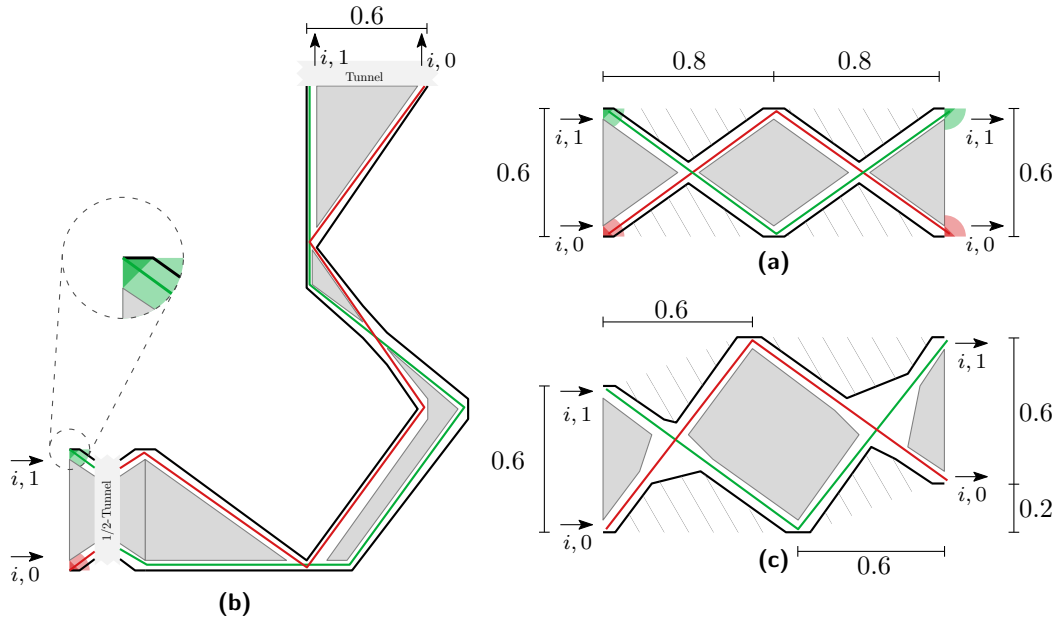 0.6
i, 1
i, 0
Tunnel
i, 1
1/2-Tunnel
i, 0
(b)
0.8
0.8
i, 1
i, 1
0.6
0.6
i, 0
i, 0
(a)
0.6
i, 1
i, 1
0.6
0.6
i, 0
i, 0
0.2
0.6
(c)